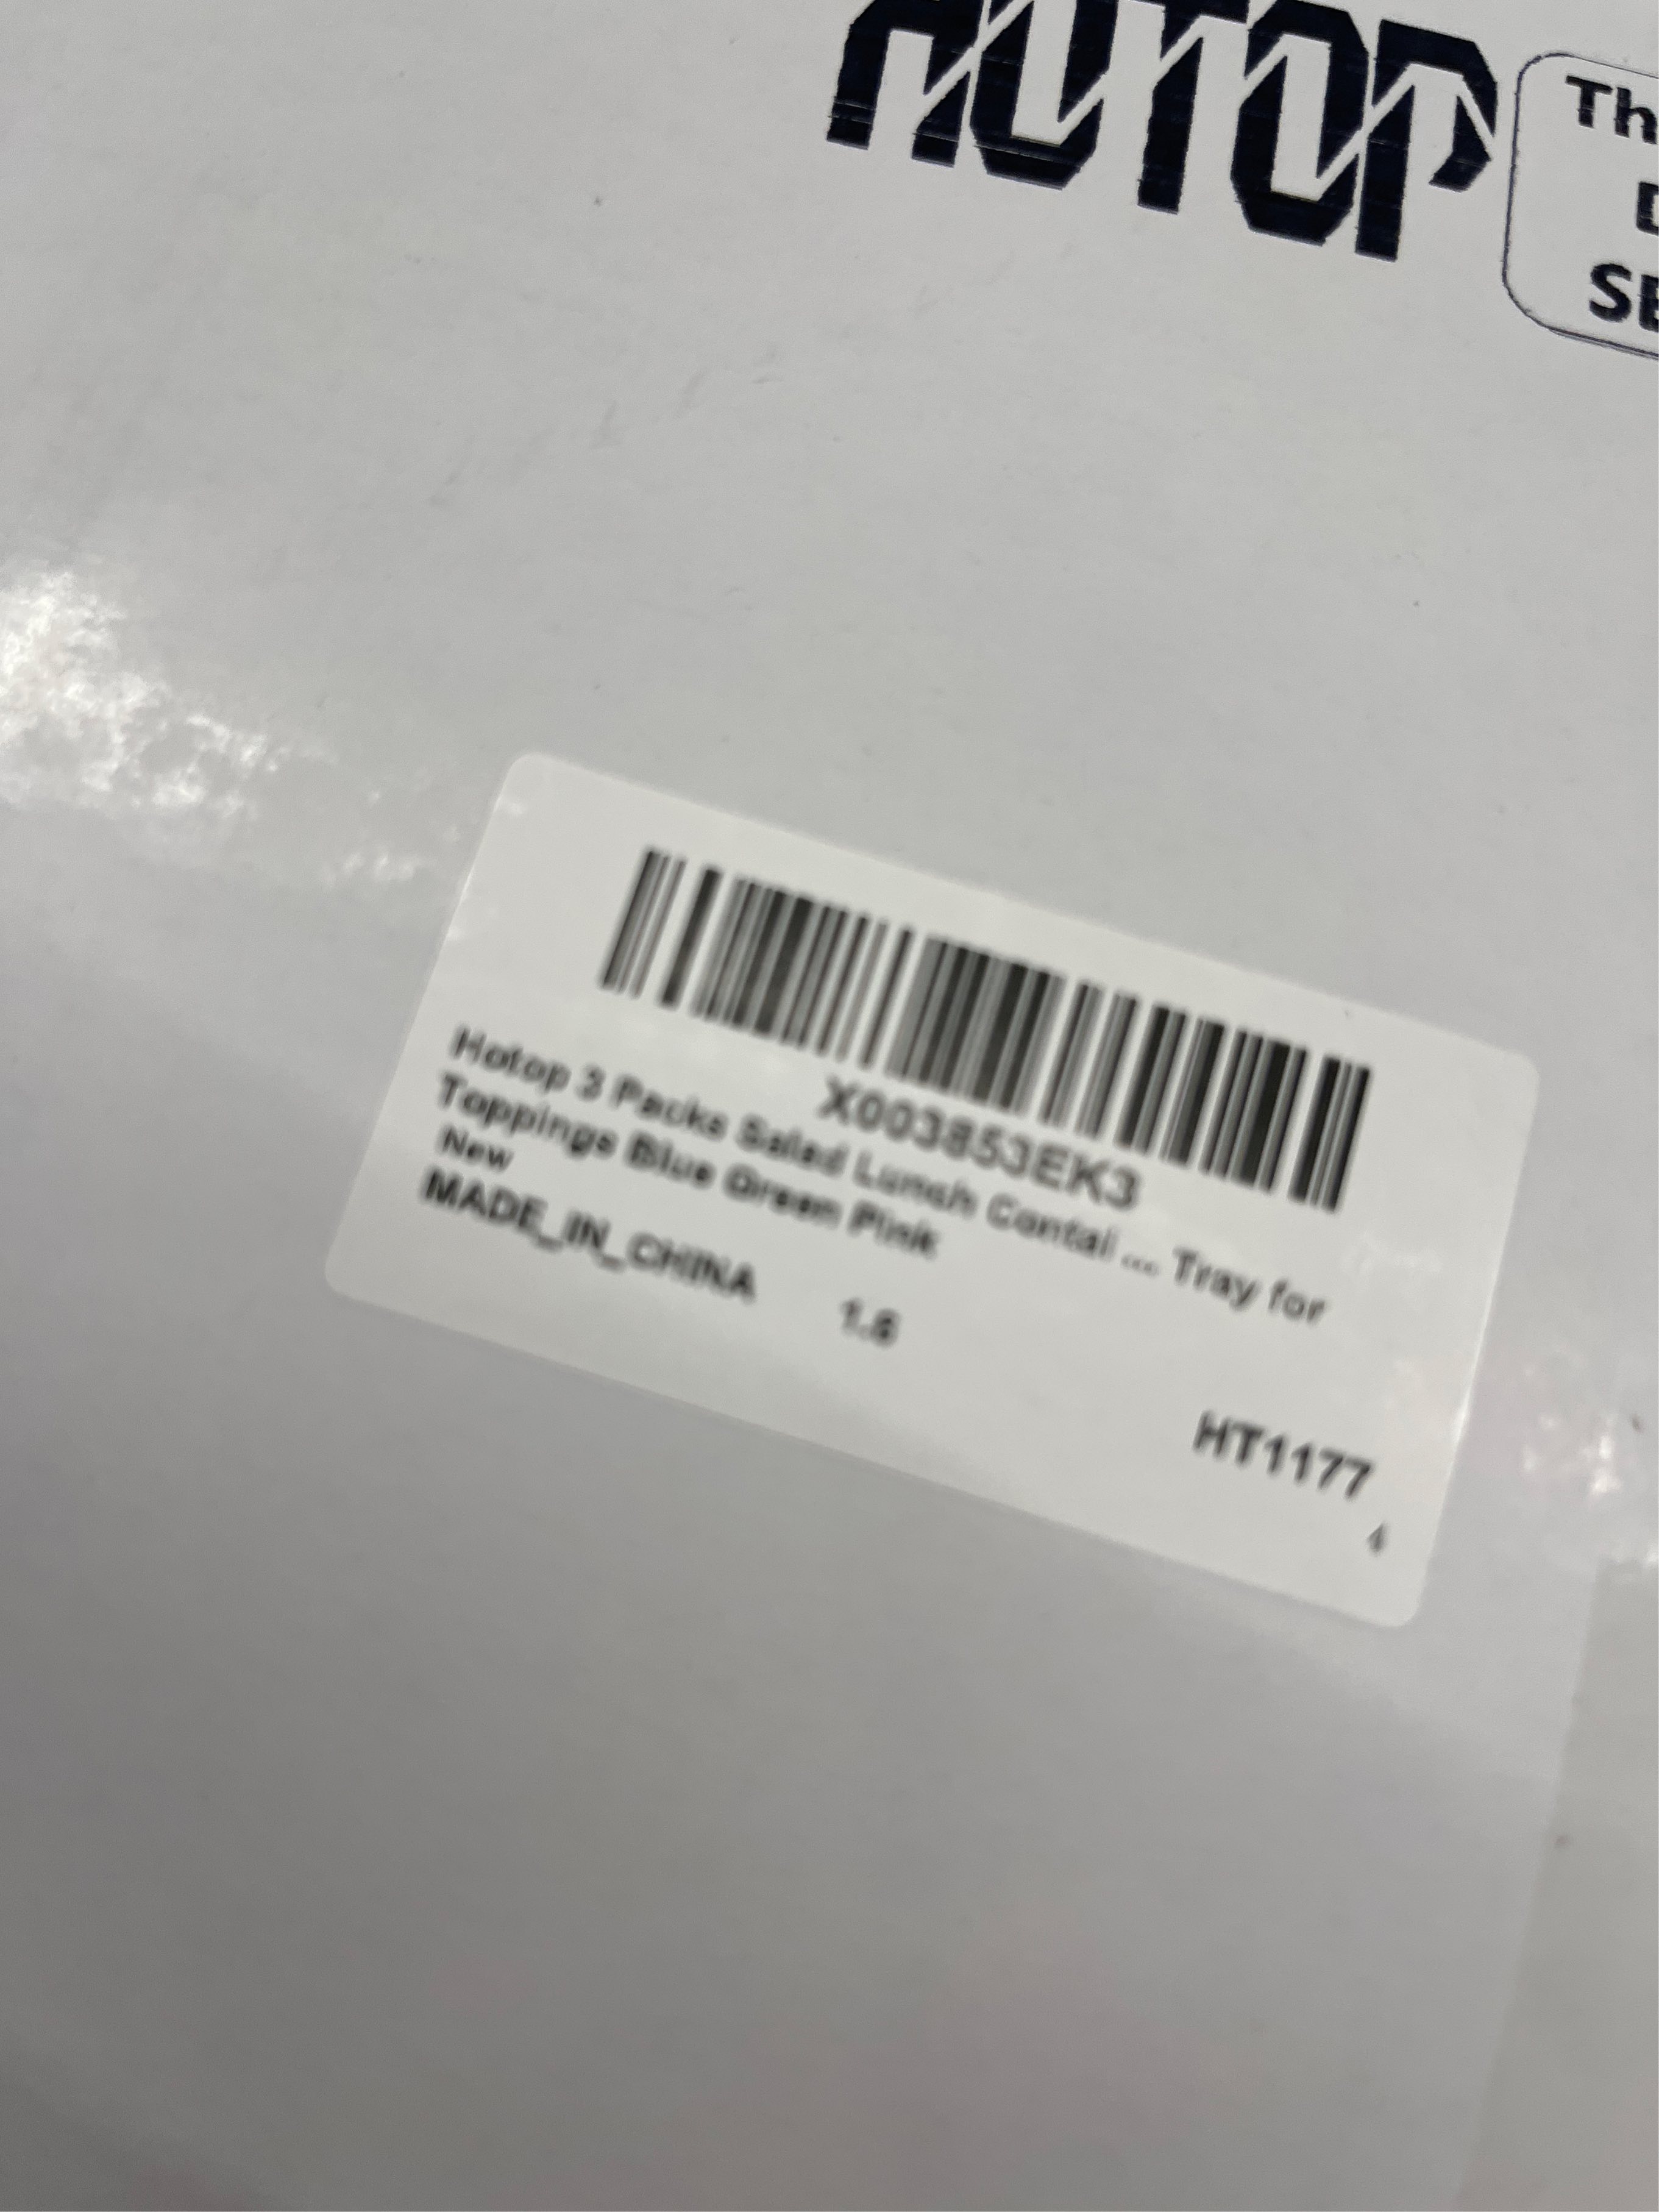 HOTOP
Th
D
SE
X003853EK3
Hotop 3 Packs Salad Lunch Contai ... Tray for
Toppings Blue Green Pink
New
MADE_IN_CHINA 1.6
HT1177
4